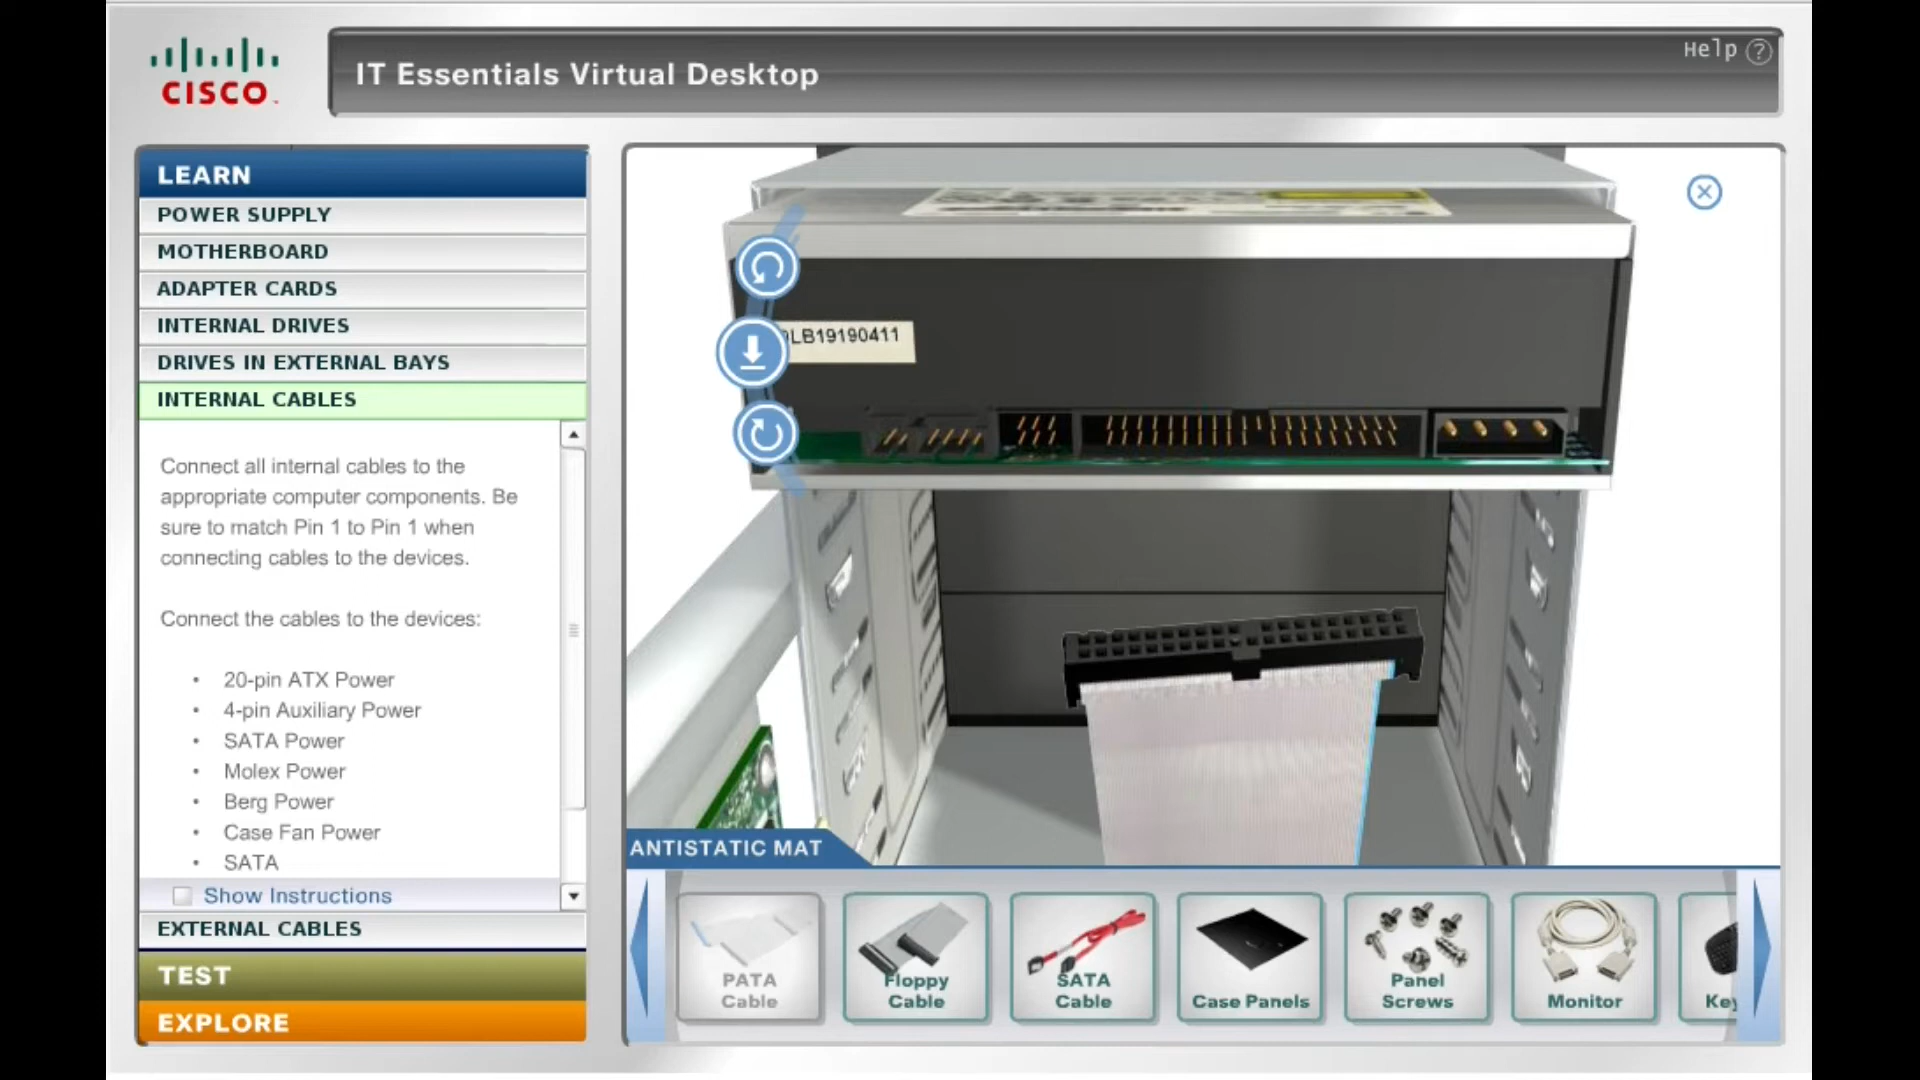 CISCO
IT Essentials Virtual Desktop
Help ?
LEARN
POWER SUPPLY
MOTHERBOARD
ADAPTER CARDS
INTERNAL DRIVES
DRIVES IN EXTERNAL BAYS
INTERNAL CABLES
Connect all internal cables to the
appropriate computer components. Be
sure to match Pin 1 to Pin 1 when
connecting cables to the devices.
Connect the cables to the devices:
• 20-pin ATX Power
• 4-pin Auxiliary Power
• SATA Power
• Molex Power
• Berg Power
• Case Fan Power
• SATA
Show Instructions
EXTERNAL CABLES
TEST
EXPLORE
LB19190411
ANTISTATIC MAT
PATA
Cable
Floppy
Cable
SATA
Cable
Case Panels
Panel
Screws
Monitor
Key